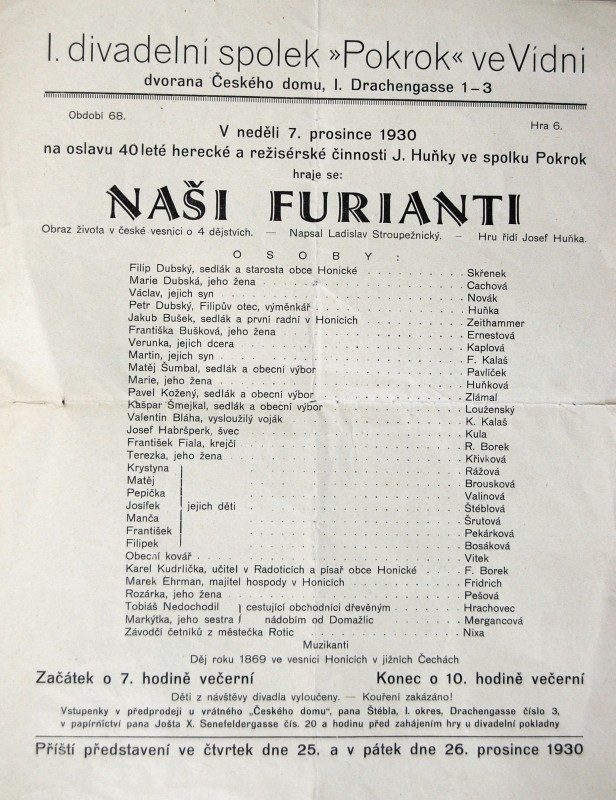 I. divadelní spolek »Pokrok« ve Vídni
dvorana Českého domu, I. Drachengasse 1–3
Období 68.
Hra 6.
V neděli 7. prosince 1930
na oslavu 40leté herecké a režisérské činnosti J. Huňky ve spolku Pokrok
hraje se:
NAŠI FURIANTI
Obraz života v české vesnici o 4 dějstvích. — Napsal Ladislav Stroupežnický. — Hru řídí Josef Huňka.
OSOBY:
Filip Dubský, sedlák a starosta obce Honické . . . . . . . . . . Skřenek
Marie Dubská, jeho žena . . . . . . . . . . Cachová
Václav, jejich syn . . . . . . . . . . Novák
Petr Dubský, Filipův otec, výměnkář . . . . . . . . . . Huňka
Jakub Bušek, sedlák a první radní v Honicích . . . . . . . . . . Zeithammer
Františka Bušková, jeho žena . . . . . . . . . . Ernestová
Verunka, jejich dcera . . . . . . . . . . Kaplová
Martin, jejich syn . . . . . . . . . . F. Kalaš
Matěj Šumbal, sedlák a obecní výbor . . . . . . . . . . Pavlíček
Marie, jeho žena . . . . . . . . . . Huňková
Pavel Kožený, sedlák a obecní výbor . . . . . . . . . . Zlámal
Kašpar Šmejkal, sedlák a obecní výbor . . . . . . . . . . Louženský
Valentin Bláha, vysloužilý voják . . . . . . . . . . K. Kalaš
Josef Habršperk, švec . . . . . . . . . . Kula
František Fiala, krejčí . . . . . . . . . . R. Borek
Terezka, jeho žena . . . . . . . . . . Křivková
Krystyna . . . . . . . . . . Rážová
Matěj . . . . . . . . . . Brousková
Pepička . . . . . . . . . . Valinová
Josífek jejich děti . . . . . . . . . . Štéblová
Manča . . . . . . . . . . Šrutová
František . . . . . . . . . . Pekárková
Filipek . . . . . . . . . . Bosáková
Obecní kovář . . . . . . . . . . Vitek
Karel Kudrlička, učitel v Radoticích a písař obce Honické . . . . F. Borek
Marek Ehrman, majitel hospody v Honicích . . . . . . . . . . Fridrich
Rozárka, jeho žena . . . . . . . . . . Pešová
Tobiáš Nedochodil } cestující obchodníci dřevěným . . . . . . . Hrachovec
Markýtka, jeho sestra } nádobím od Domažlic . . . . . . . Mergancová
Závodčí četníků z městečka Rotic . . . . . . . . . . Nixa
Muzikanti
Děj roku 1869 ve vesnici Honicích v jižních Čechách
Začátek o 7. hodině večerní Konec o 10. hodině večerní
Děti z návštěvy divadla vyloučeny. — Kouření zakázáno!
Vstupenky v předprodeji u vrátného „Českého domu", pana Štébla, I. okres, Drachengasse číslo 3,
v papírnictví pana Jošta X. Senefeldergasse čís. 20 a hodinu před zahájením hry u divadelní pokladny
Příští představení ve čtvrtek dne 25. a v pátek dne 26. prosince 1930